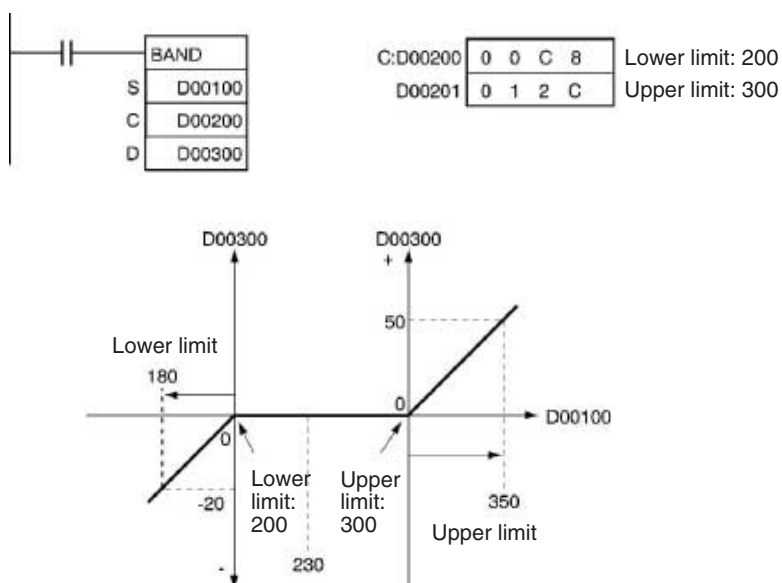 BAND
S D00100
C D00200
D D00300
C:D00200 0 0 C 8 Lower limit: 200
D00201 0 1 2 C Upper limit: 300
D00300 D00300
+
50
Lower limit
180
0
D00100
0
Lower limit: 200
Upper limit: 300
-20
350
Upper limit
230
-